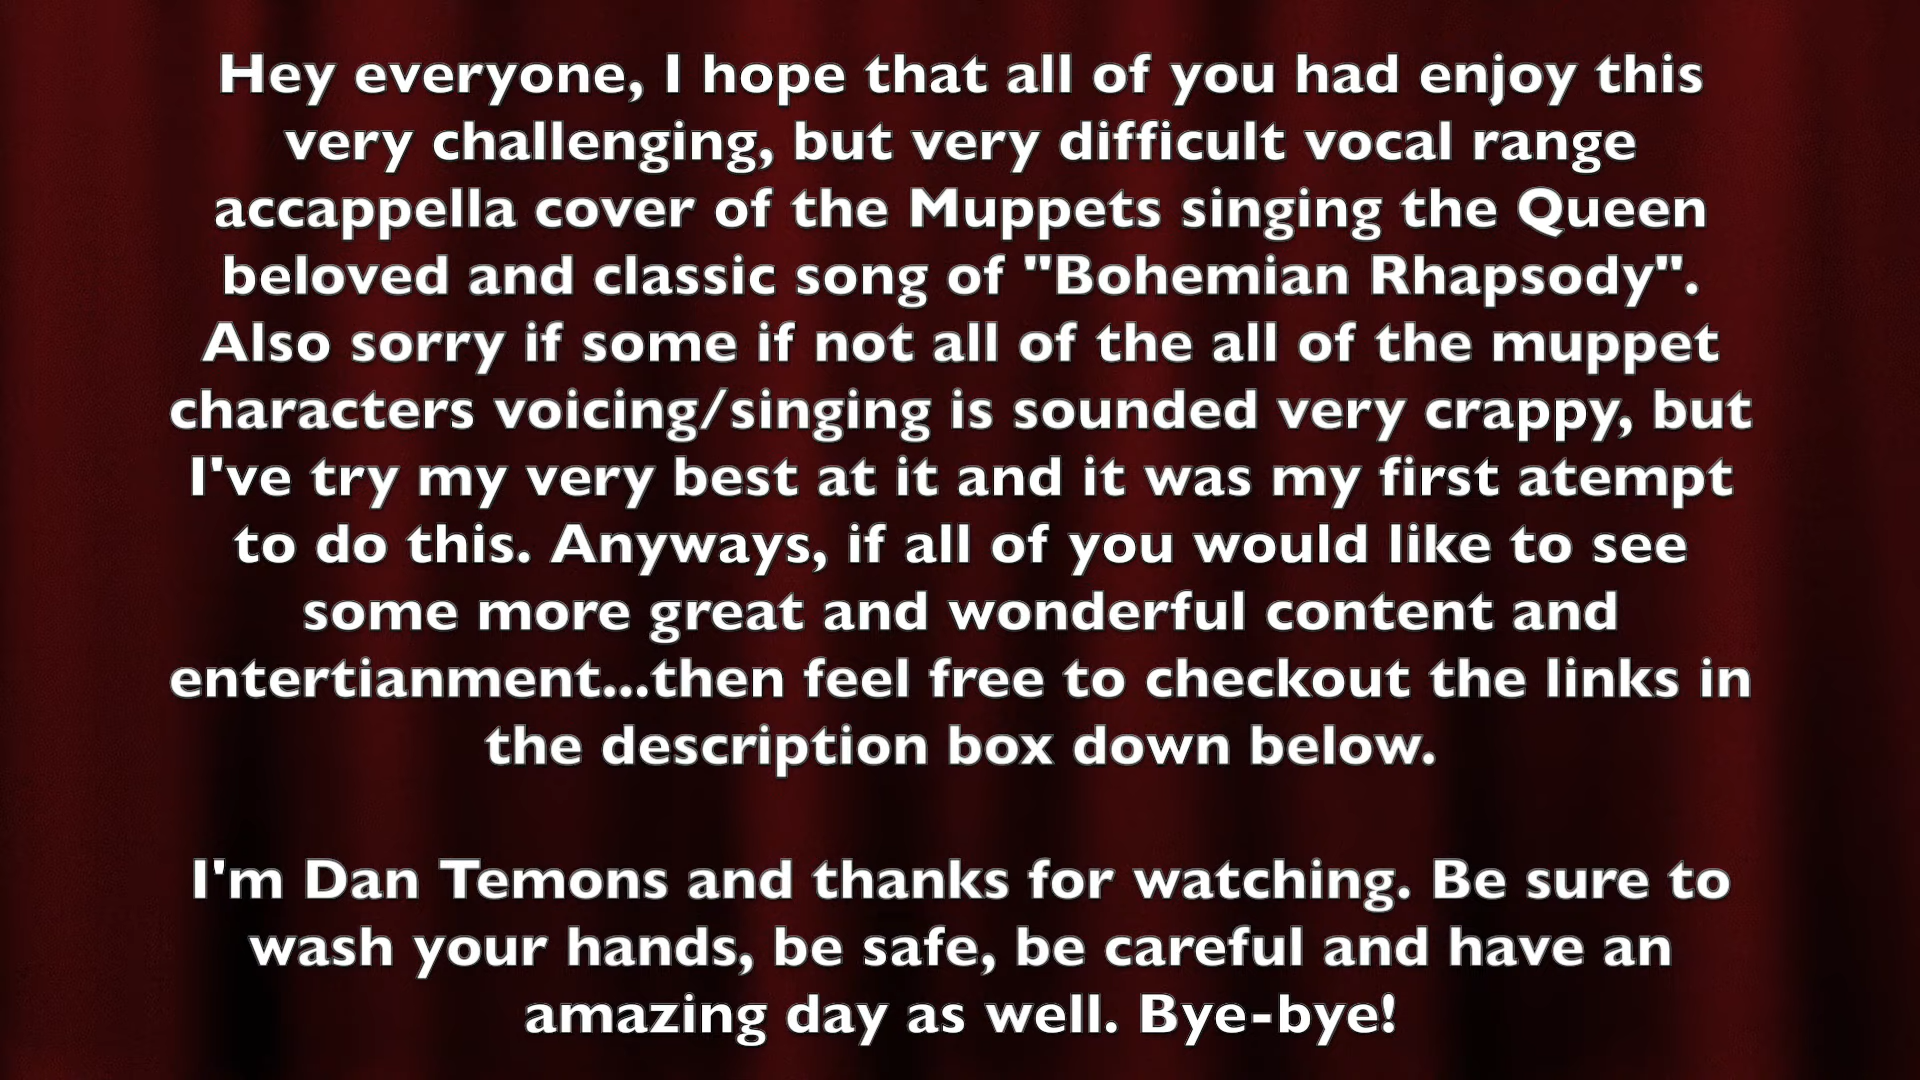 Hey everyone, I hope that all of you had enjoy this
very challenging, but very difficult vocal range
accappella cover of the Muppets singing the Queen
beloved and classic song of "Bohemian Rhapsody".
Also sorry if some if not all of the all of the muppet
characters voicing/singing is sounded very crappy, but
I've try my very best at it and it was my first atempt
to do this. Anyways, if all of you would like to see
some more great and wonderful content and
entertianment...then feel free to checkout the links in
the description box down below.
I'm Dan Temons and thanks for watching. Be sure to
wash your hands, be safe, be careful and have an
amazing day as well. Bye-bye!